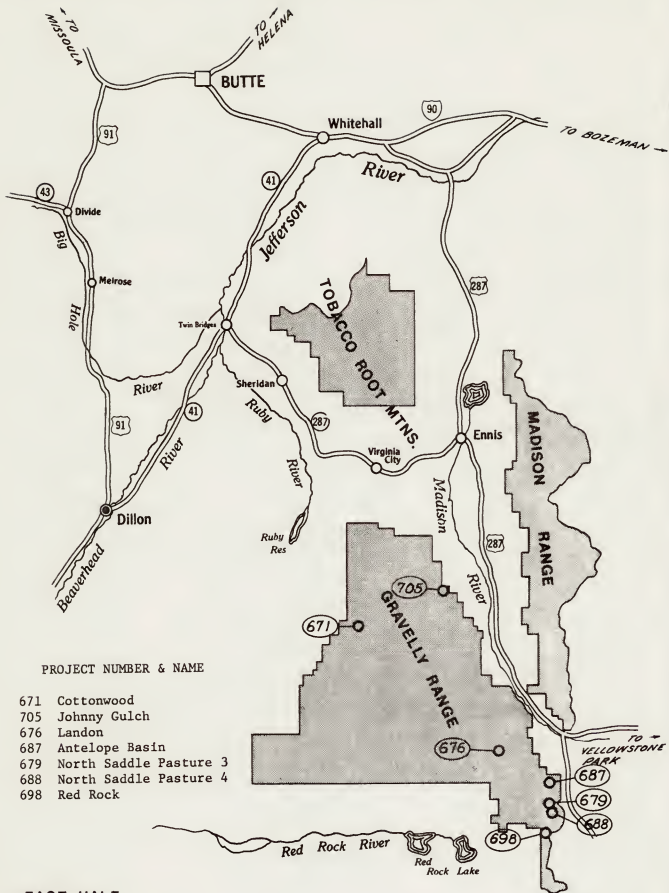 TO MISSOULA
TO HELENA
BUTTE
Whitehall
90
TO BOZEMAN
91
43
Divide
41
River
Jefferson
Big
Hole
Melrose
287
TOBACCO ROOT MTNS.
Twin Bridges
River
Sheridan
Ruby
41
287
River
91
River
Virginia City
Ennis
MADISON
RANGE
Madison
River
287
Dillon
Ruby Res
Beaverhead
705
671
GRAVELLY RANGE
PROJECT NUMBER & NAME
671 Cottonwood
705 Johnny Gulch
676 Landon
687 Antelope Basin
679 North Saddle Pasture 3
688 North Saddle Pasture 4
698 Red Rock
676
TO YELLOWSTONE PARK
687
679
688
698
Red Rock River
Red Rock Lake
EAST HALF